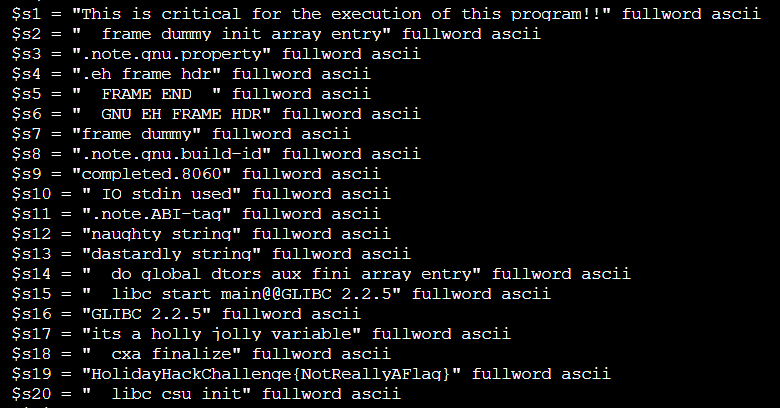 $s1 = "This is critical for the execution of this program!!" fullword ascii
$s2 = "  frame dummy init array entry" fullword ascii
$s3 = ".note.gnu.property" fullword ascii
$s4 = ".eh frame hdr" fullword ascii
$s5 = "  FRAME END  " fullword ascii
$s6 = "  GNU EH FRAME HDR" fullword ascii
$s7 = "frame dummy" fullword ascii
$s8 = ".note.gnu.build-id" fullword ascii
$s9 = "completed.8060" fullword ascii
$s10 = " IO stdin used" fullword ascii
$s11 = ".note.ABI-tag" fullword ascii
$s12 = "naughty string" fullword ascii
$s13 = "dastardly string" fullword ascii
$s14 = "  do global dtors aux fini array entry" fullword ascii
$s15 = "  libc start main@@GLIBC 2.2.5" fullword ascii
$s16 = "GLIBC 2.2.5" fullword ascii
$s17 = "its a holly jolly variable" fullword ascii
$s18 = "  cxa finalize" fullword ascii
$s19 = "HolidayHackChallenge{NotReallyAFlag}" fullword ascii
$s20 = "  libc csu init" fullword ascii